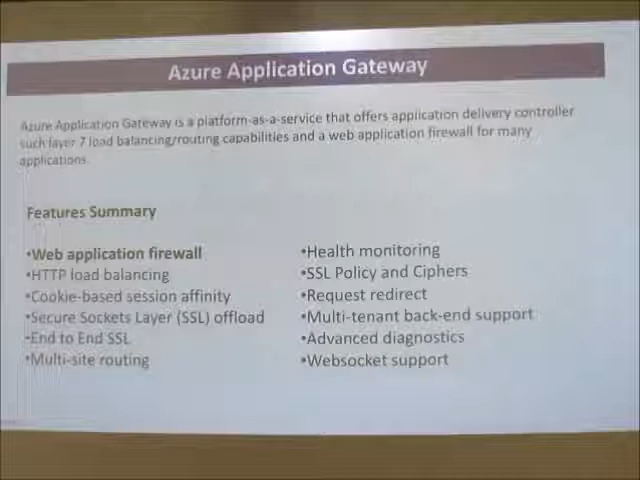 Azure Application Gateway
Azure Application Gateway is a platform-as-a-service that offers application delivery controller
such layer 7 load balancing/routing capabilities and a web application firewall for many
applications.
Features Summary
•Web application firewall
•HTTP load balancing
•Cookie-based session affinity
•Secure Sockets Layer (SSL) offload
•End to End SSL
•Multi-site routing
•Health monitoring
•SSL Policy and Ciphers
•Request redirect
•Multi-tenant back-end support
•Advanced diagnostics
•Websocket support